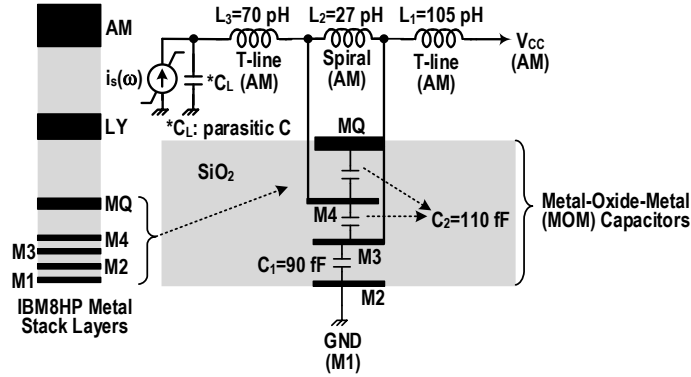 AM
LY
MQ
M4
M3
M2
M1
IBM8HP Metal
Stack Layers
L₃=70 pH
L₂=27 pH
L₁=105 pH
T-line
(AM)
Spiral
(AM)
T-line
(AM)
VCC
(AM)
iₛ(ω)
*CL
*CL: parasitic C
MQ
SiO₂
M4
C₂=110 fF
M3
C₁=90 fF
M2
GND
(M1)
Metal-Oxide-Metal
(MOM) Capacitors